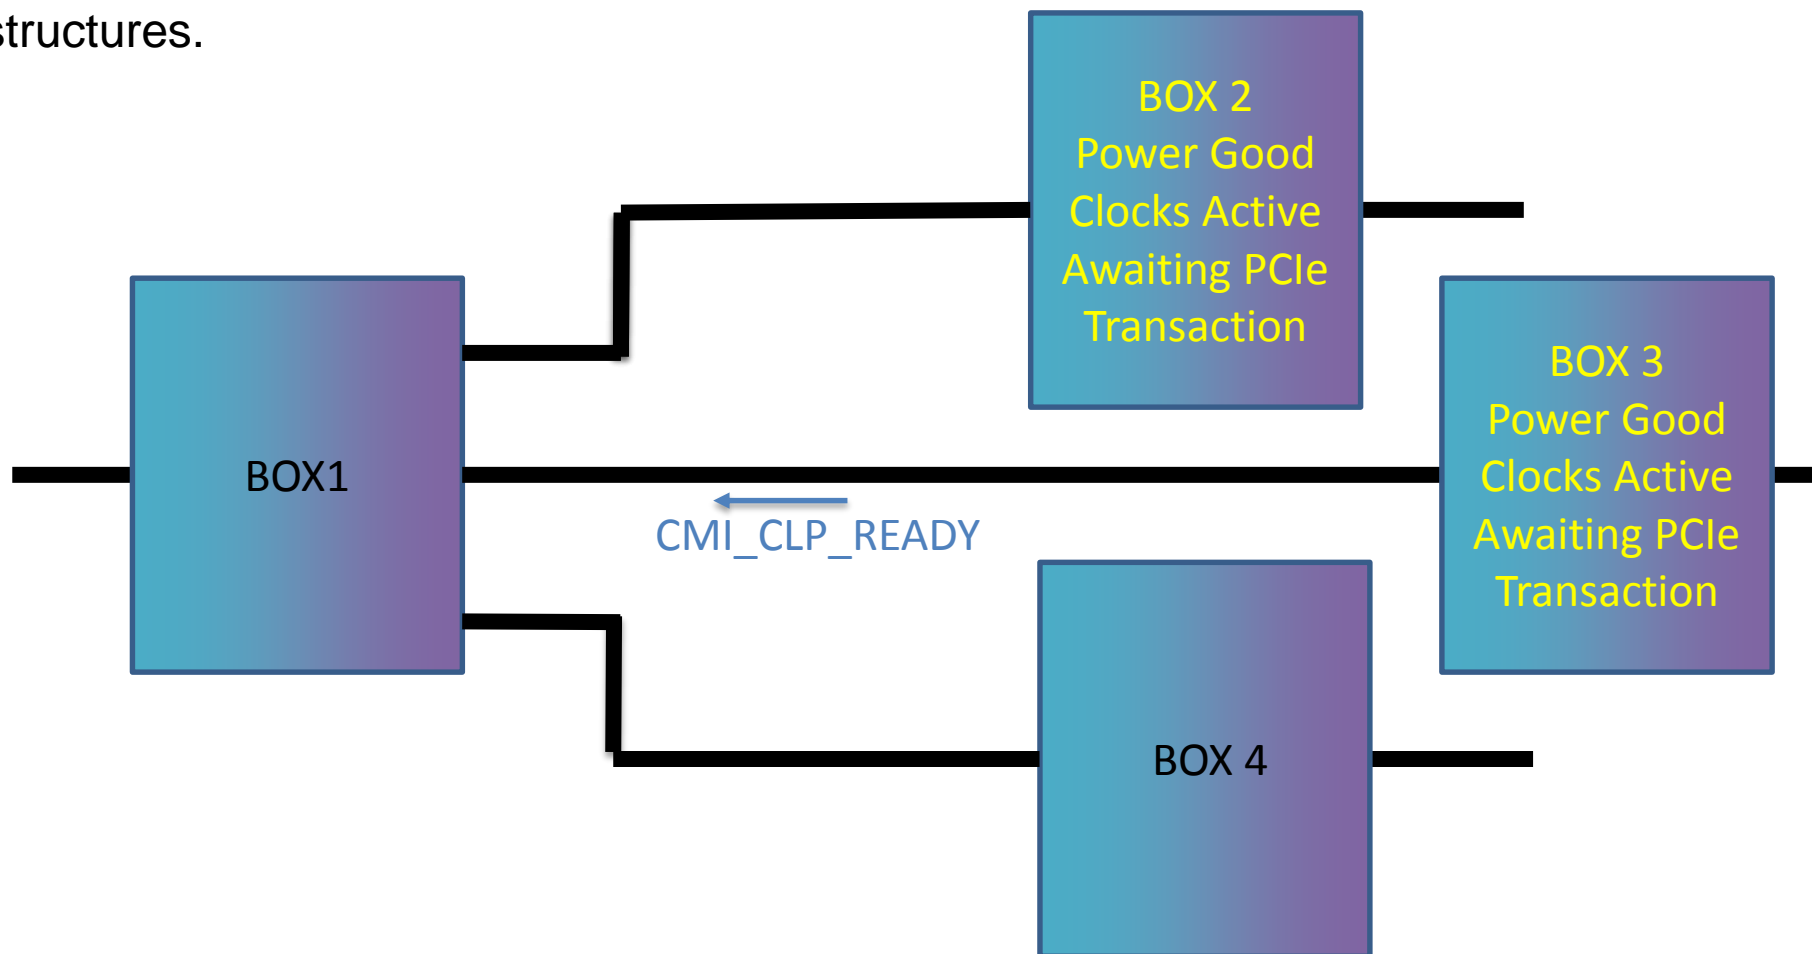 structures.
BOX 2
Power Good
Clocks Active
Awaiting PCIe
Transaction
BOX1
BOX 3
Power Good
Clocks Active
Awaiting PCIe
Transaction
CMI_CLP_READY
BOX 4